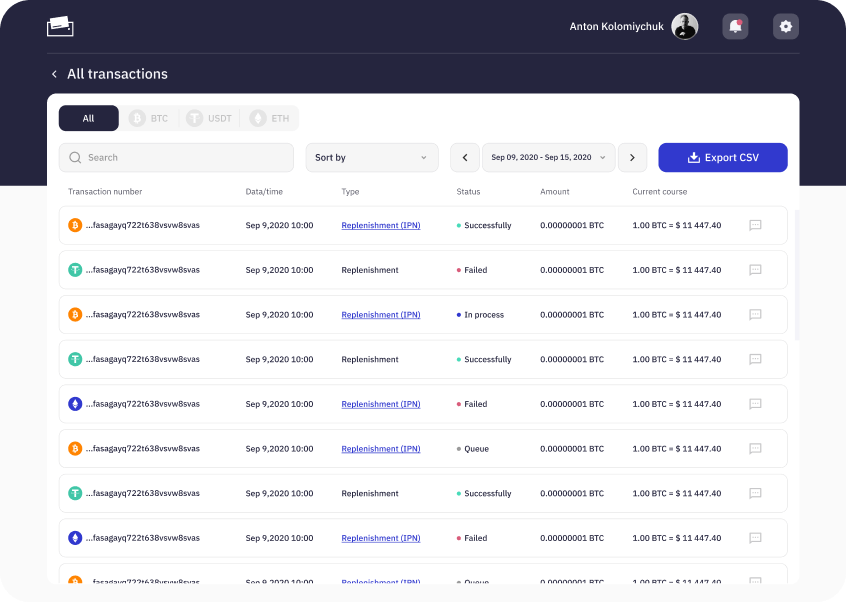 Anton Kolomiychuk
All transactions
All BTC USDT ETH
Search Sort by Sep 09, 2020 - Sep 15, 2020 Export CSV
Transaction number Data/time Type Status Amount Current course
...fasagayq722t638vsvw8svas Sep 9,2020 10:00 Replenishment (IPN) Successfully 0.00000001 BTC 1.00 BTC = $ 11 447.40
...fasagayq722t638vsvw8svas Sep 9,2020 10:00 Replenishment Failed 0.00000001 BTC 1.00 BTC = $ 11 447.40
...fasagayq722t638vsvw8svas Sep 9,2020 10:00 Replenishment (IPN) In process 0.00000001 BTC 1.00 BTC = $ 11 447.40
...fasagayq722t638vsvw8svas Sep 9,2020 10:00 Replenishment Successfully 0.00000001 BTC 1.00 BTC = $ 11 447.40
...fasagayq722t638vsvw8svas Sep 9,2020 10:00 Replenishment (IPN) Failed 0.00000001 BTC 1.00 BTC = $ 11 447.40
...fasagayq722t638vsvw8svas Sep 9,2020 10:00 Replenishment (IPN) Queue 0.00000001 BTC 1.00 BTC = $ 11 447.40
...fasagayq722t638vsvw8svas Sep 9,2020 10:00 Replenishment Successfully 0.00000001 BTC 1.00 BTC = $ 11 447.40
...fasagayq722t638vsvw8svas Sep 9,2020 10:00 Replenishment (IPN) Failed 0.00000001 BTC 1.00 BTC = $ 11 447.40
...fasagayq722t638vsvw8svas Sep 9,2020 10:00 Replenishment (IPN) Queue 0.00000001 BTC 1.00 BTC = $ 11 447.40